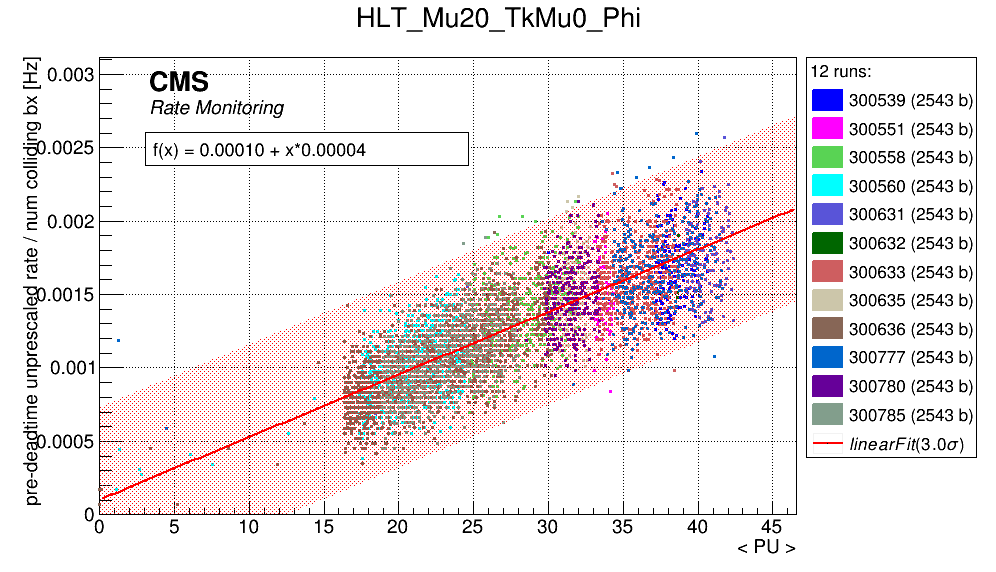 HLT_Mu20_TkMu0_Phi
pre-deadtime unprescaled rate / num colliding bx [Hz]
0.003
0.0025
0.002
0.0015
0.001
0.0005
0
CMS
Rate Monitoring
f(x) = 0.00010 + x*0.00004
0 5 10 15 20 25 30 35 40 45
< PU >
12 runs:
300539 (2543 b)
300551 (2543 b)
300558 (2543 b)
300560 (2543 b)
300631 (2543 b)
300632 (2543 b)
300633 (2543 b)
300635 (2543 b)
300636 (2543 b)
300777 (2543 b)
300780 (2543 b)
300785 (2543 b)
linearFit(3.0σ)